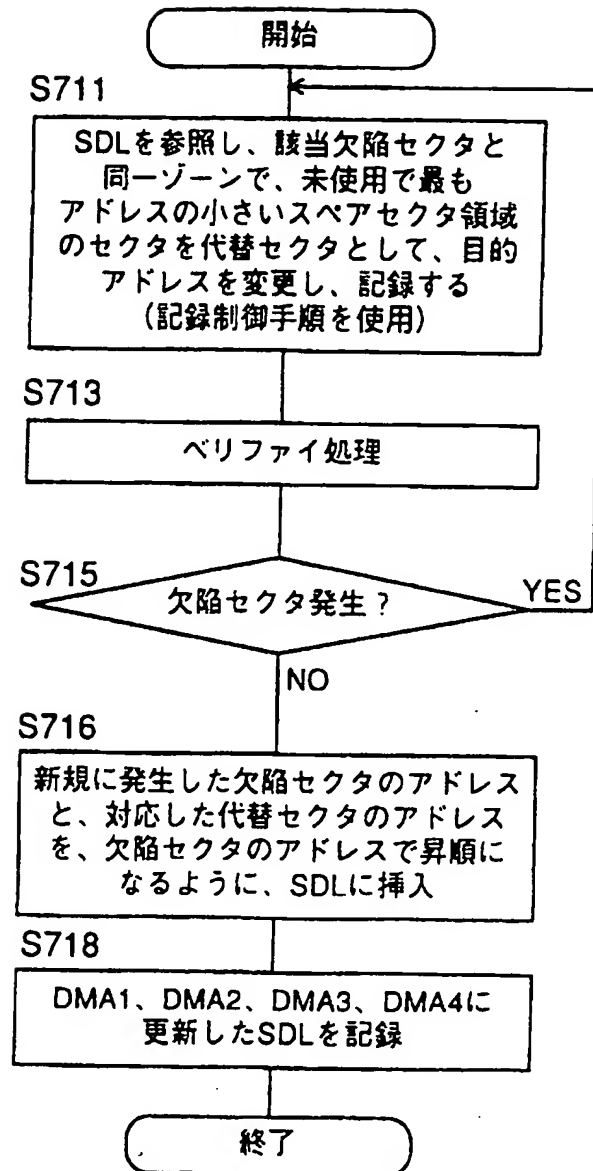 開始
S711
SDLを参照し、該当欠陥セクタと
同一ゾーンで、未使用で最も
アドレスの小さいスペアセクタ領域
のセクタを代替セクタとして、目的
アドレスを変更し、記録する
(記録制御手順を使用)
S713
ベリファイ処理
S715
欠陥セクタ発生?
YES
NO
S716
新規に発生した欠陥セクタのアドレス
と、対応した代替セクタのアドレス
を、欠陥セクタのアドレスで昇順に
なるように、SDLに挿入
S718
DMA1、DMA2、DMA3、DMA4に
更新したSDLを記録
終了